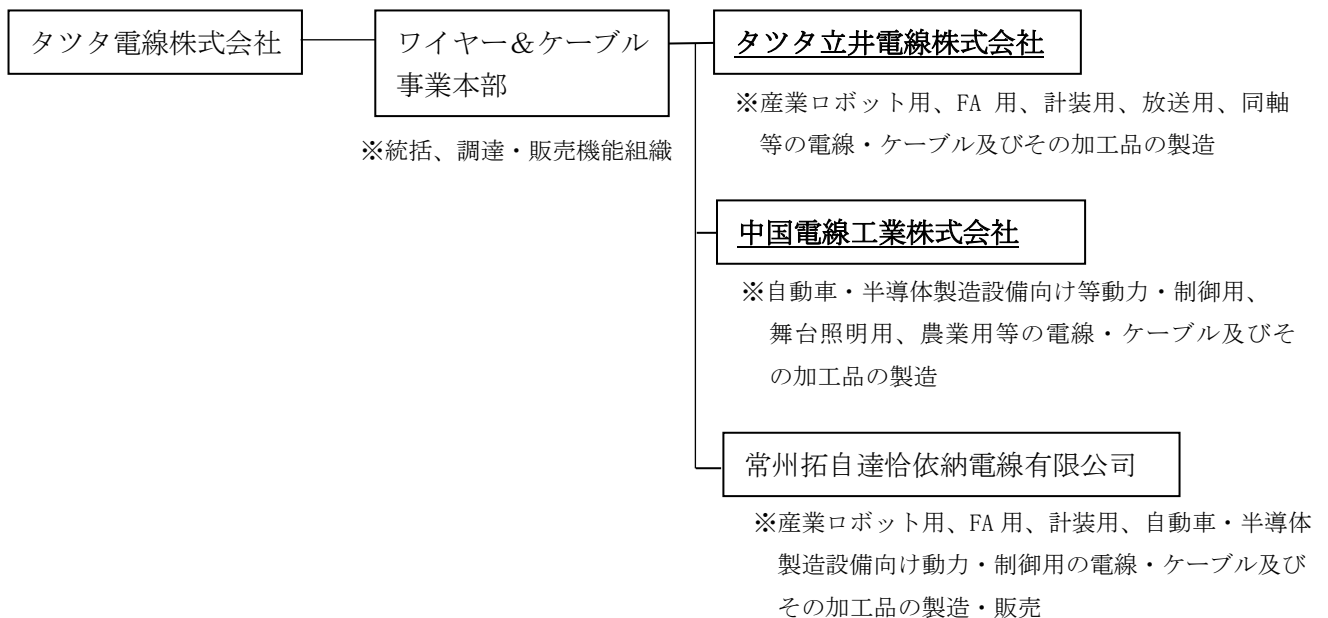 タツタ電線株式会社
ワイヤー&ケーブル
事業本部
※統括、調達・販売機能組織
タツタ立井電線株式会社
※産業ロボット用、FA 用、計装用、放送用、同軸
等の電線・ケーブル及びその加工品の製造
中国電線工業株式会社
※自動車・半導体製造設備向け等動力・制御用、
舞台照明用、農業用等の電線・ケーブル及びそ
の加工品の製造
常州拓自達恰依納電線有限公司
※産業ロボット用、FA 用、計装用、自動車・半導体
製造設備向け動力・制御用の電線・ケーブル及び
その加工品の製造・販売